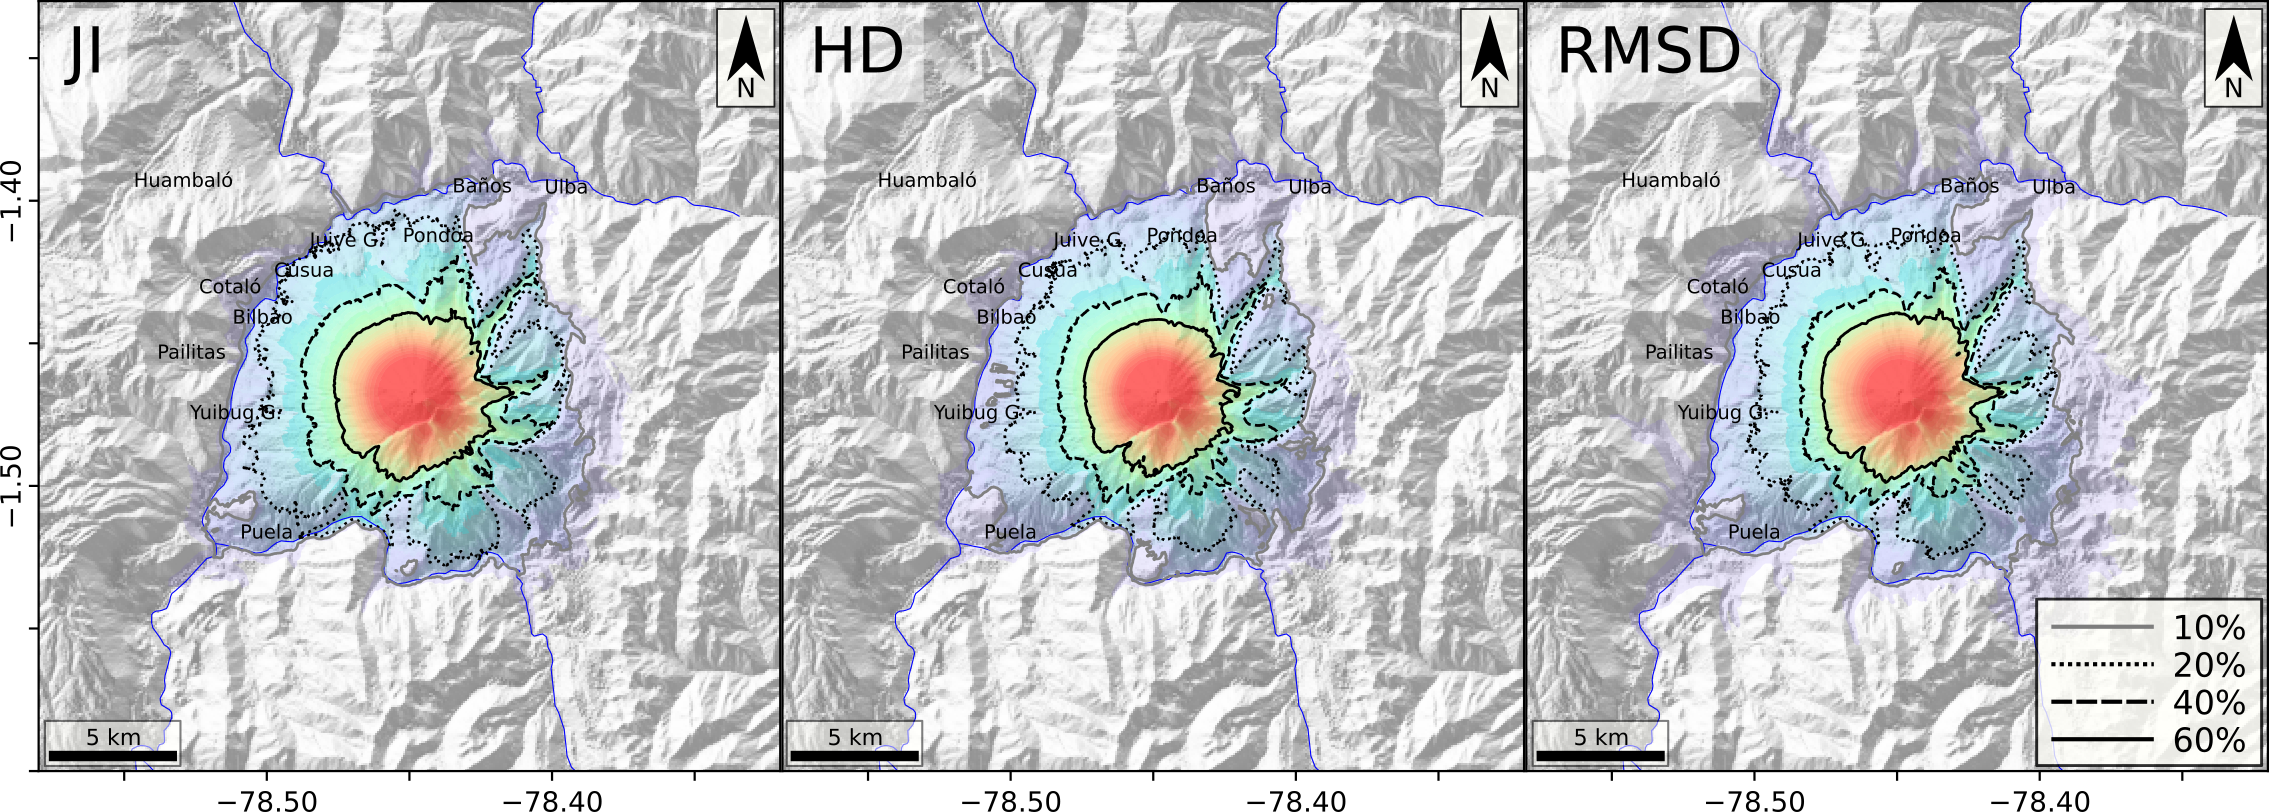 JI
N
Huambaló
Baños
Ulba
Juive G.
Pondoa
Cusua
Cotaló
Bilbao
Pailitas
Yuibug G.
Puela
5 km
HD
N
Huambaló
Baños
Ulba
Juive G.
Pondoa
Cusua
Cotaló
Bilbao
Pailitas
Yuibug G.
Puela
5 km
RMSD
N
Huambaló
Baños
Ulba
Juive G.
Pondoa
Cusua
Cotaló
Bilbao
Pailitas
Yuibug G.
Puela
5 km
10%
20%
40%
60%
−1.40
−1.50
−78.50
−78.40
−78.50
−78.40
−78.50
−78.40